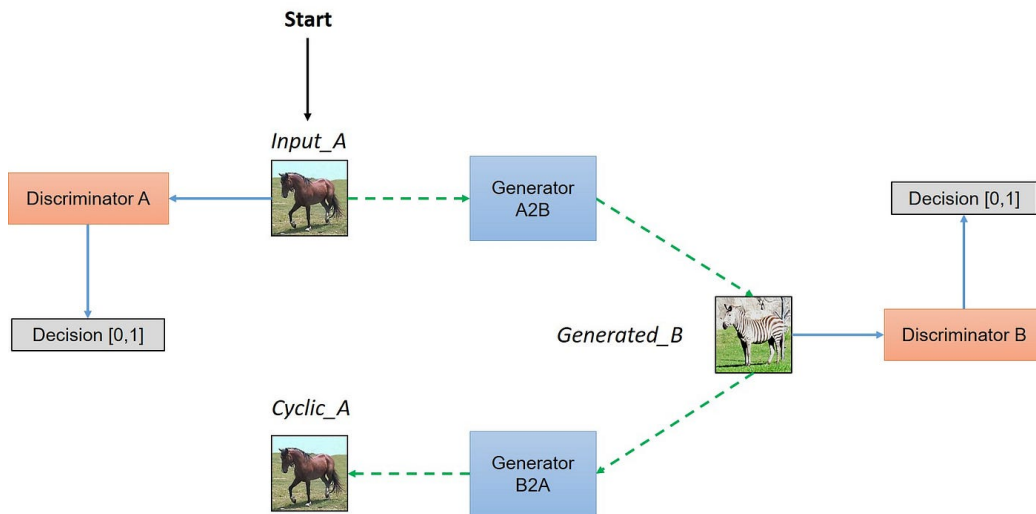 Start
Input_A
Discriminator A
Generator
A2B
Decision [0,1]
Decision [0,1]
Generated_B
Discriminator B
Cyclic_A
Generator
B2A